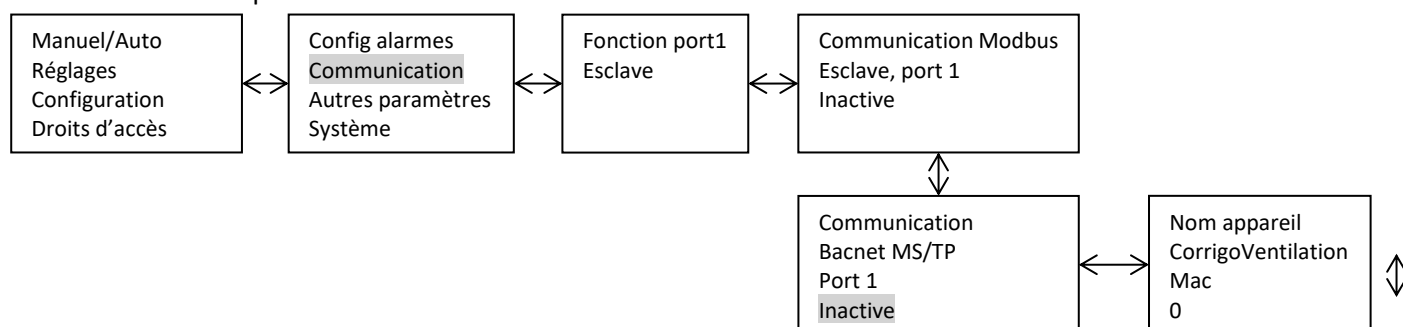 Manuel/Auto
Réglages
Configuration
Droits d’accès
Config alarmes
Communication
Autres paramètres
Système
Fonction port1
Esclave
Communication Modbus
Esclave, port 1
Inactive
Communication
Bacnet MS/TP
Port 1
Inactive
Nom appareil
CorrigoVentilation
Mac
0